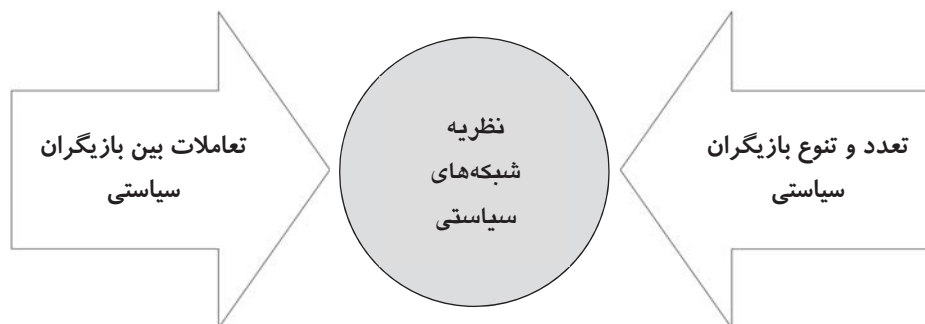 تعدد و تنوع بازیگران
سیاستی
نظریه
شبکه‌های
سیاستی
تعاملات بین بازیگران
سیاستی